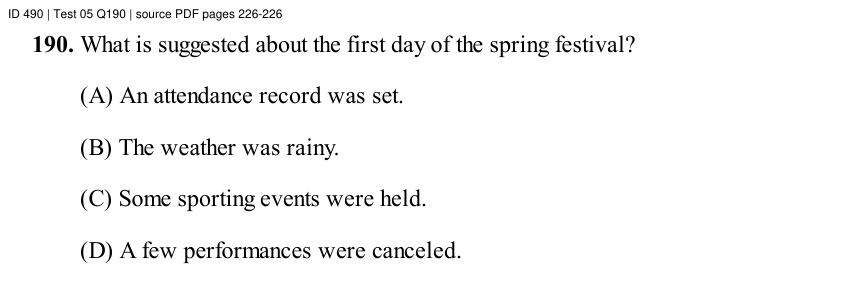 ID 490 | Test 05 Q190 | source PDF pages 226-226
190. What is suggested about the first day of the spring festival?
(A) An attendance record was set.
(B) The weather was rainy.
(C) Some sporting events were held.
(D) A few performances were canceled.